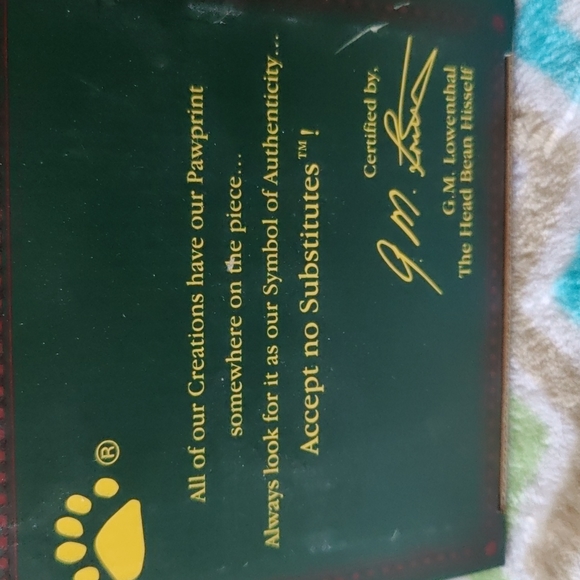 ®
All of our Creations have our Pawprint
somewhere on the piece...
Always look for it as our Symbol of Authenticity...
Accept no Substitutes™!
Certified by,
G. M. Lowenthal
G.M. Lowenthal
The Head Bean Hisself